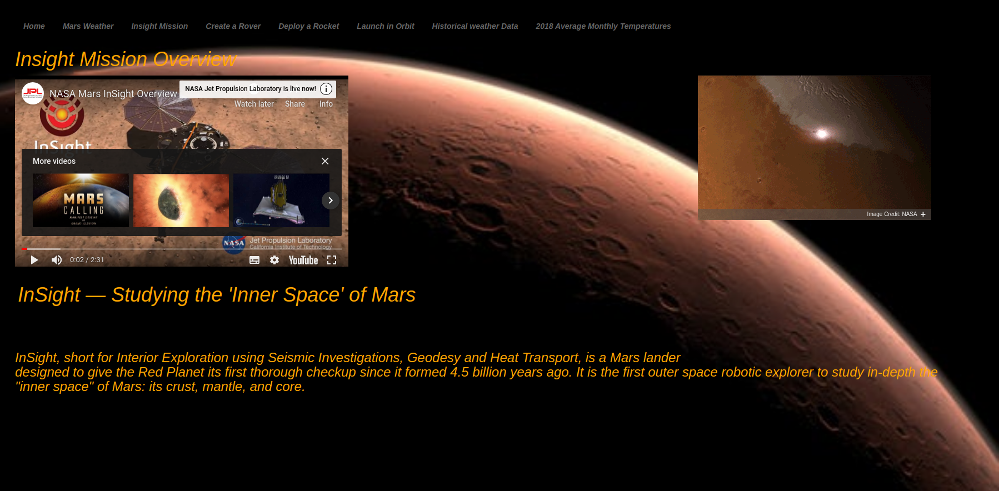 Home Mars Weather Insight Mission Create a Rover Deploy a Rocket Launch in Orbit Historical weather Data 2018 Average Monthly Temperatures
Insight Mission Overview
JPL NASA Mars InSight Overview NASA Jet Propulsion Laboratory is live now!
Watch later Share Info
InSight
More videos
MARS
CALLING
MANIFEST DESTINY
GRAND ILLUSION
NASA Jet Propulsion Laboratory
California Institute of Technology
0:02 / 2:31 YouTube
Image Credit: NASA +
InSight — Studying the 'Inner Space' of Mars
InSight, short for Interior Exploration using Seismic Investigations, Geodesy and Heat Transport, is a Mars lander
designed to give the Red Planet its first thorough checkup since it formed 4.5 billion years ago. It is the first outer space robotic explorer to study in-depth the
"inner space" of Mars: its crust, mantle, and core.